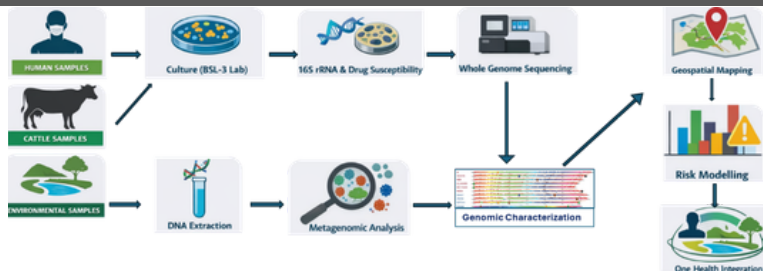 HUMAN SAMPLES
Culture (BSL-3 Lab)
16S rRNA & Drug Susceptibility
Whole Genome Sequencing
Geospatial Mapping
CATTLE SAMPLES
Risk Modelling
ENVIRONMENTAL SAMPLES
DNA Extraction
Metagenomic Analysis
Genomic Characterization
One Health Integration